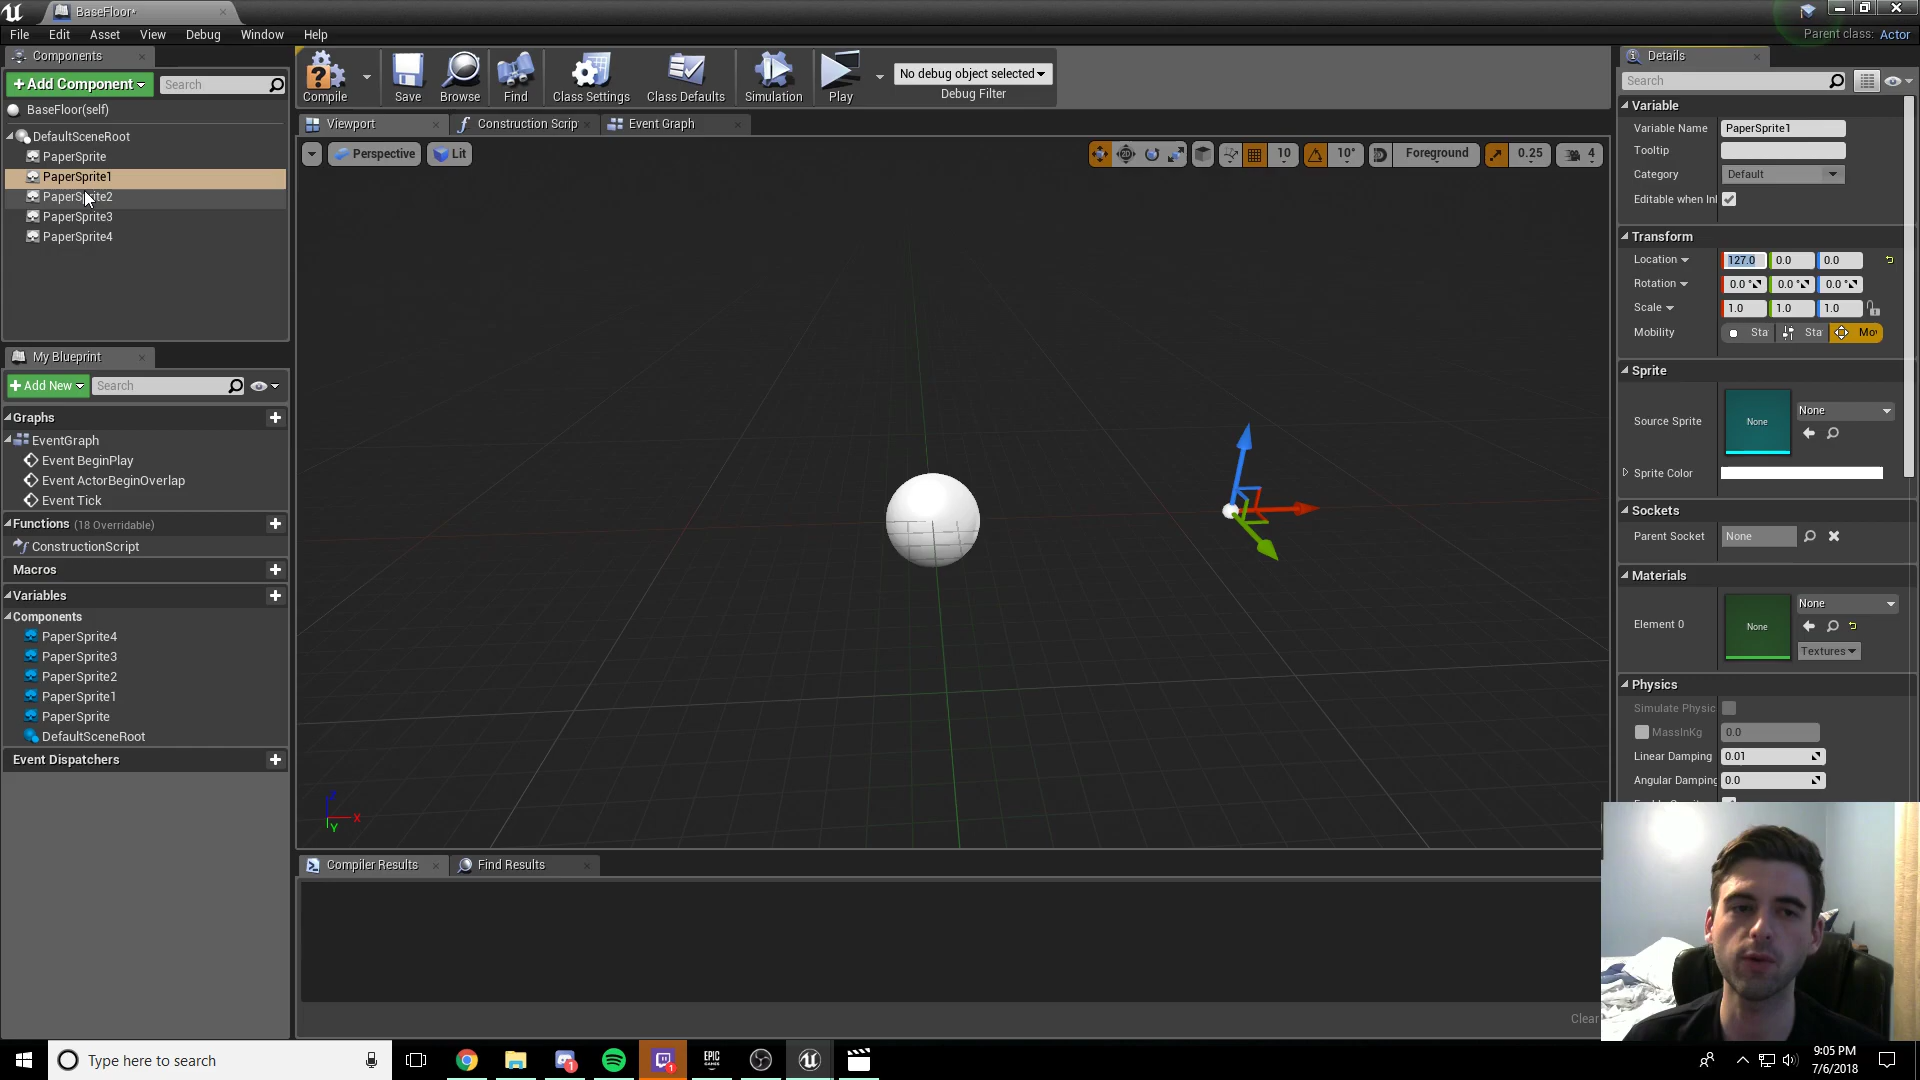 BaseFloor*
File Edit Asset View Debug Window Help
Parent class: Actor
Components
+Add Component
Search
BaseFloor(self)
DefaultSceneRoot
PaperSprite
PaperSprite1
PaperSprite2
PaperSprite3
PaperSprite4
My Blueprint
+Add New
Search
Graphs
EventGraph
Event BeginPlay
Event ActorBeginOverlap
Event Tick
Functions (18 Overridable)
ConstructionScript
Macros
Variables
Components
PaperSprite4
PaperSprite3
PaperSprite2
PaperSprite1
PaperSprite
DefaultSceneRoot
Event Dispatchers
Compile Save Browse Find Class Settings Class Defaults Simulation Play
No debug object selected
Debug Filter
Viewport Construction Scrip Event Graph
Perspective Lit
10 10° Foreground 0.25 4
Z
X
Y
Compiler Results Find Results
Clear
Details
Search
Variable
Variable Name PaperSprite1
Tooltip
Category Default
Editable when Inl
Transform
Location 127.0 0.0 0.0
Rotation 0.0 ° 0.0 ° 0.0 °
Scale 1.0 1.0 1.0
Mobility Sta Sta Mov
Sprite
Source Sprite None None
Sprite Color
Sockets
Parent Socket None
Materials
Element 0 None None
Textures
Physics
Simulate Physic
MassInKg 0.0
Linear Damping 0.01
Angular Damping 0.0
Type here to search
EPIC
GAMES
9:05 PM
7/6/2018